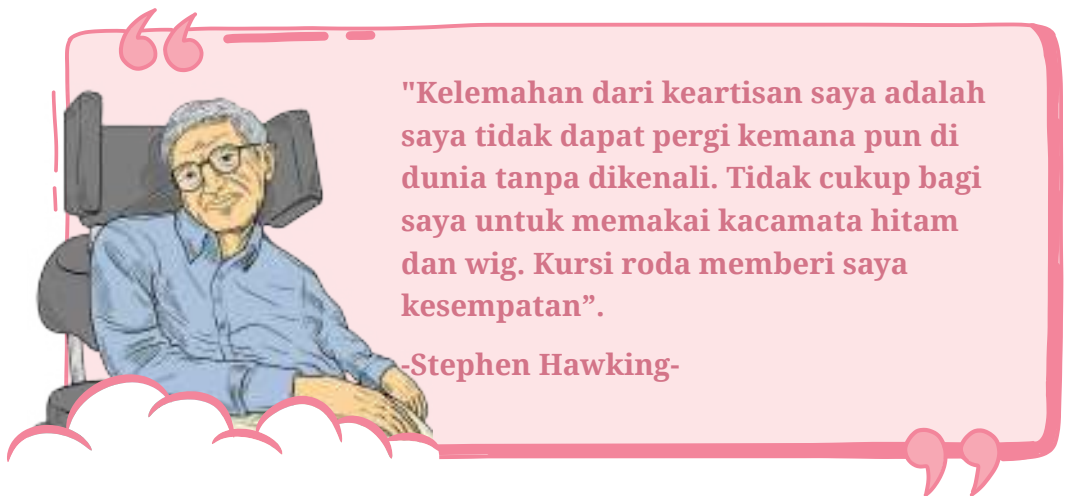 "Kelemahan dari keartisan saya adalah
saya tidak dapat pergi kemana pun di
dunia tanpa dikenali. Tidak cukup bagi
saya untuk memakai kacamata hitam
dan wig. Kursi roda memberi saya
kesempatan”.
-Stephen Hawking-